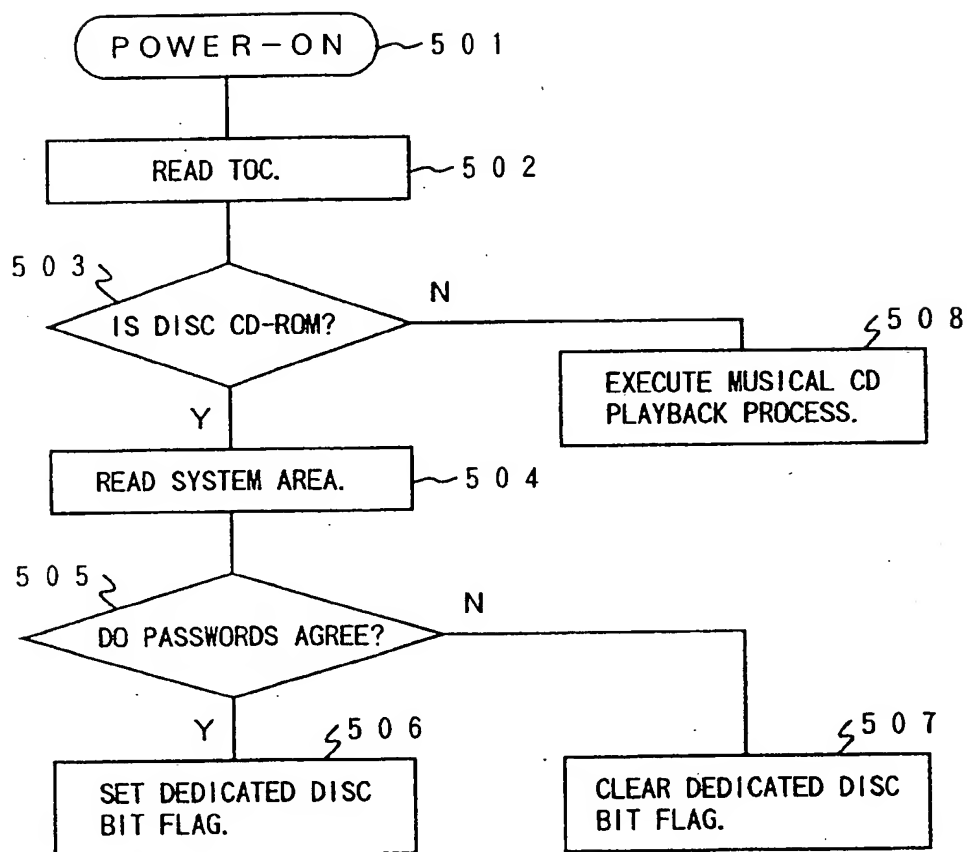 POWER-ON
501
READ TOC.
502
503
IS DISC CD-ROM?
N
508
EXECUTE MUSICAL CD
PLAYBACK PROCESS.
Y
READ SYSTEM AREA.
504
505
DO PASSWORDS AGREE?
N
Y
506
SET DEDICATED DISC
BIT FLAG.
507
CLEAR DEDICATED DISC
BIT FLAG.